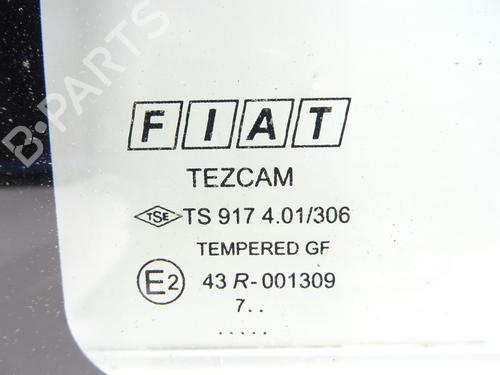 B-PARTS
FIAT
TEZCAM
TSE TS 917 4.01/306
TEMPERED GF
E2 43 R-001309
7..
.....